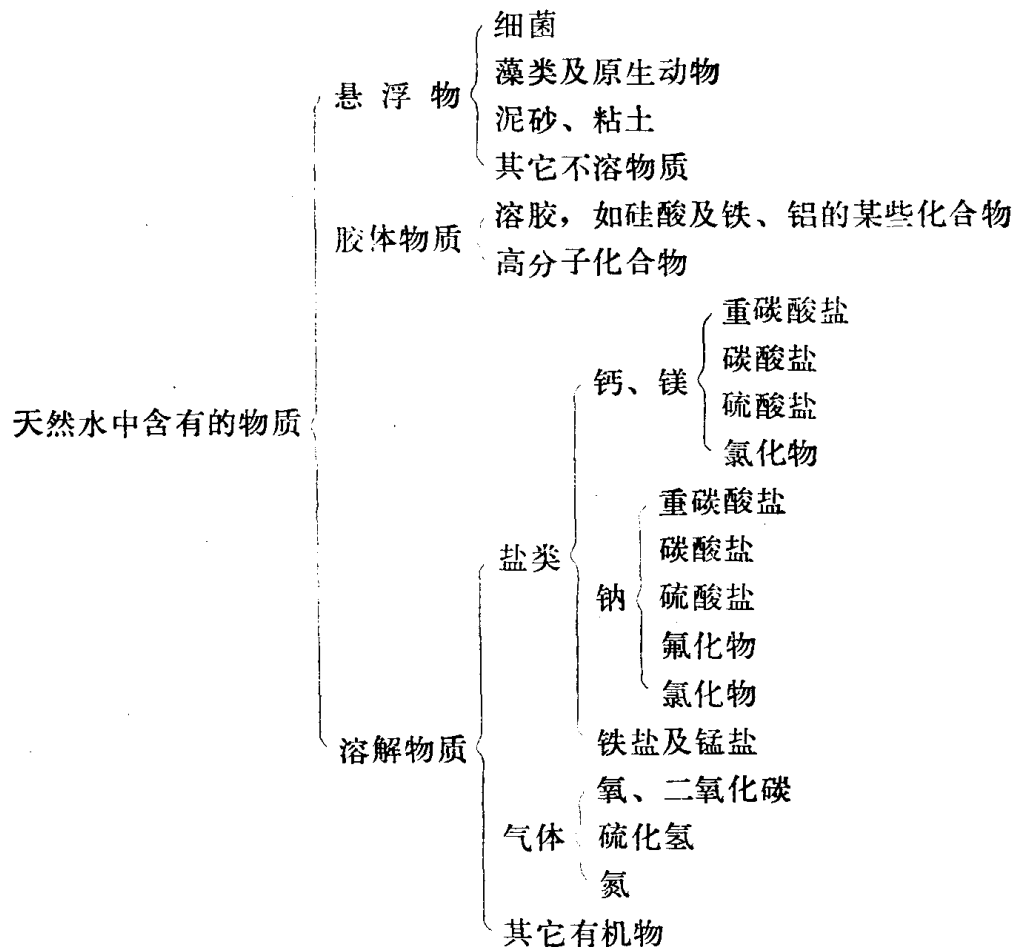 细菌
藻类及原生动物
悬浮物
泥砂、粘土
其它不溶物质
溶胶，如硅酸及铁、铝的某些化合物
胶体物质
高分子化合物
重碳酸盐
碳酸盐
钙、镁
硫酸盐
天然水中含有的物质
氯化物
重碳酸盐
碳酸盐
盐类
硫酸盐
钠
氟化物
氯化物
铁盐及锰盐
溶解物质
氧、二氧化碳
气体
硫化氢
氮
其它有机物